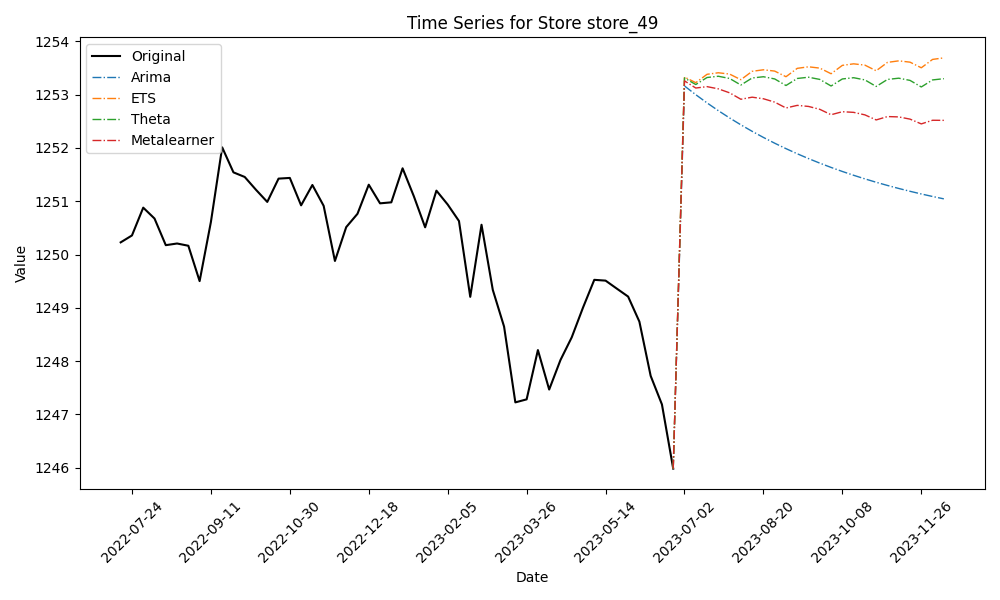 Time Series for Store store_49
Original
Arima
ETS
Theta
Metalearner
Value
1254
1253
1252
1251
1250
1249
1248
1247
1246
2022-07-24
2022-09-11
2022-10-30
2022-12-18
2023-02-05
2023-03-26
2023-05-14
2023-07-02
2023-08-20
2023-10-08
2023-11-26
Date